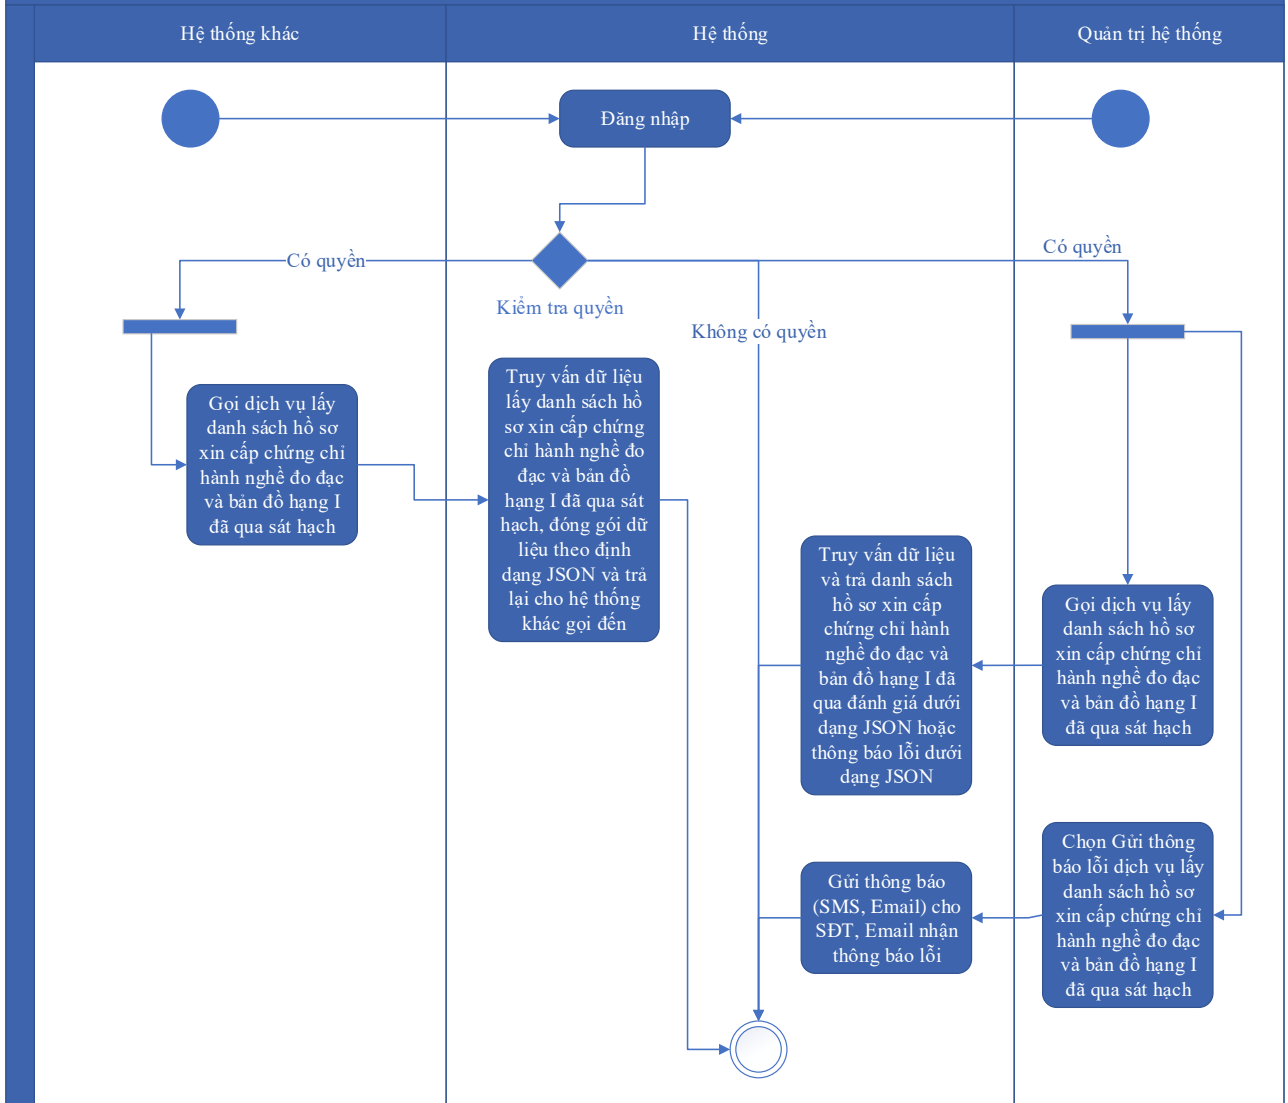 Hệ thống khác
Hệ thống
Quản trị hệ thống
Đăng nhập
Có quyền
Có quyền
Kiểm tra quyền
Không có quyền
Gọi dịch vụ lấy
danh sách hồ sơ
xin cấp chứng chỉ
hành nghề đo đạc
và bản đồ hạng I
đã qua sát hạch
Truy vấn dữ liệu
lấy danh sách hồ
sơ xin cấp chứng
chỉ hành nghề đo
đạc và bản đồ
hạng I đã qua sát
hạch, đóng gói dữ
liệu theo định
dạng JSON và trả
lại cho hệ thống
khác gọi đến
Truy vấn dữ liệu
và trả danh sách
hồ sơ xin cấp
chứng chỉ hành
nghề đo đạc và
bản đồ hạng I đã
qua đánh giá dưới
dạng JSON hoặc
thông báo lỗi dưới
dạng JSON
Gọi dịch vụ lấy
danh sách hồ sơ
xin cấp chứng chỉ
hành nghề đo đạc
và bản đồ hạng I
đã qua sát hạch
Gửi thông báo
(SMS, Email) cho
SĐT, Email nhận
thông báo lỗi
Chọn Gửi thông
báo lỗi dịch vụ lấy
danh sách hồ sơ
xin cấp chứng chỉ
hành nghề đo đạc
và bản đồ hạng I
đã qua sát hạch